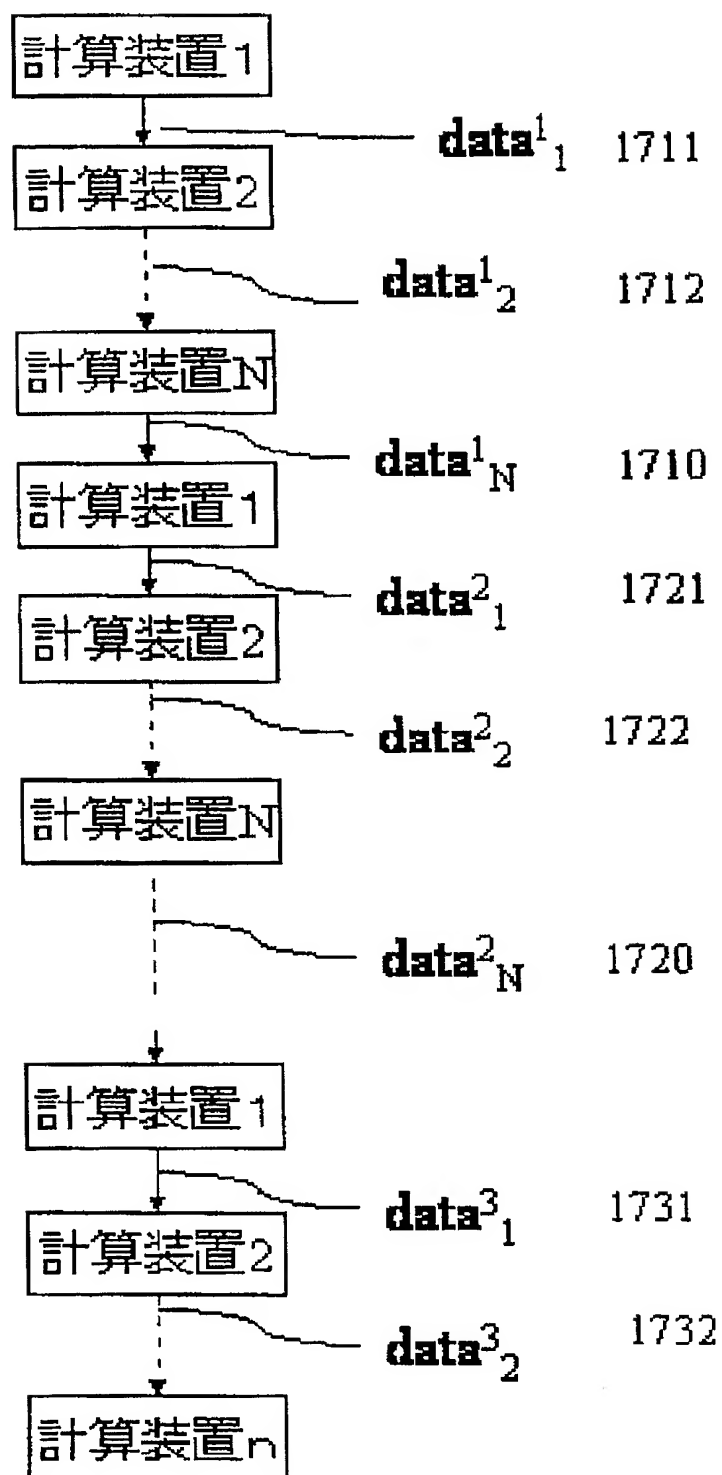 計算装置1
data¹₁ 1711
計算装置2
data¹₂ 1712
計算装置N
data¹N 1710
計算装置1
data²₁ 1721
計算装置2
data²₂ 1722
計算装置N
data²N 1720
計算装置1
data³₁ 1731
計算装置2
data³₂ 1732
計算装置n